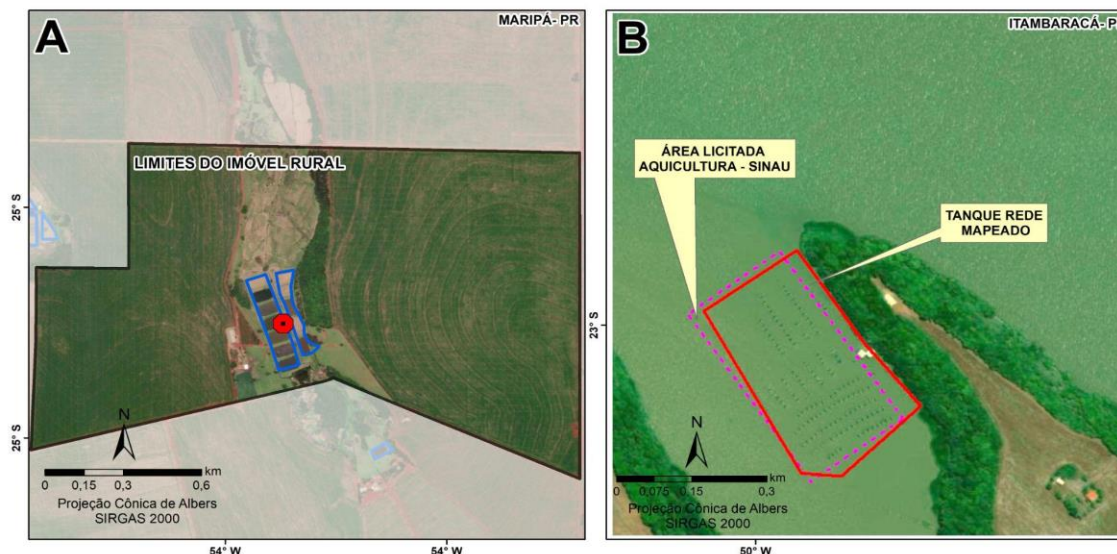 A
MARIPÁ- PR
LIMITES DO IMÓVEL RURAL
25° S
25° S
N
km
0 0,15 0,3 0,6
Projeção Cônica de Albers
SIRGAS 2000
54° W
54° W
B
ITAMBARACÁ- P
ÁREA LICITADA
AQUICULTURA - SINAU
TANQUE REDE
MAPEADO
23° S
N
km
0 0,075 0,15 0,3
Projeção Cônica de Albers
SIRGAS 2000
50° W